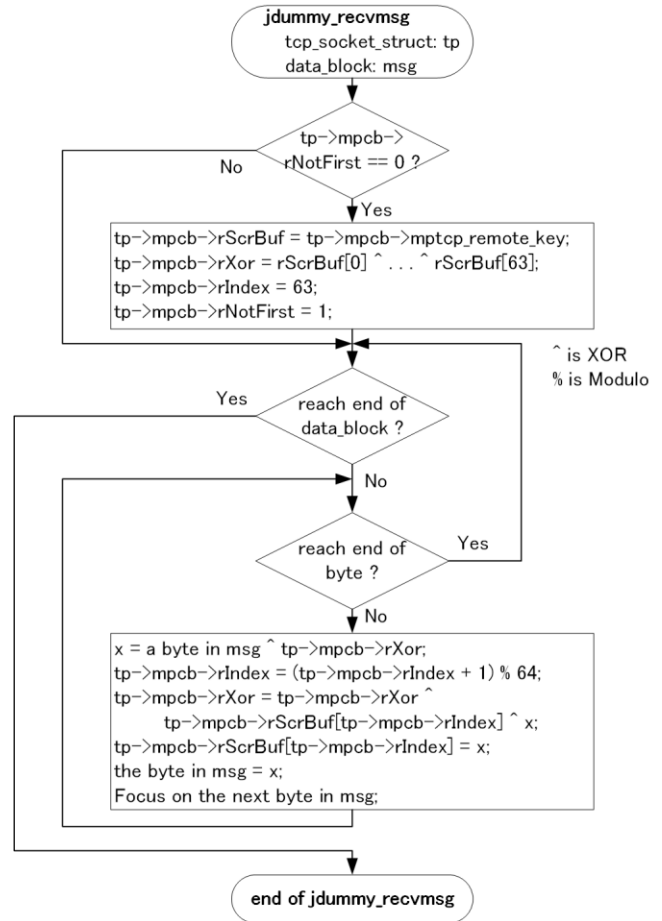 jdummy_recvmsg
tcp_socket_struct: tp
data_block: msg
tp->mpcb->
rNotFirst == 0 ?
No
Yes
tp->mpcb->rScrBuf = tp->mpcb->mptcp_remote_key;
tp->mpcb->rXor = rScrBuf[0] ^ . . . ^ rScrBuf[63];
tp->mpcb->rIndex = 63;
tp->mpcb->rNotFirst = 1;
^ is XOR
% is Modulo
Yes
reach end of
data_block ?
No
reach end of
byte ?
Yes
No
x = a byte in msg ^ tp->mpcb->rXor;
tp->mpcb->rIndex = (tp->mpcb->rIndex + 1) % 64;
tp->mpcb->rXor = tp->mpcb->rXor ^
tp->mpcb->rScrBuf[tp->mpcb->rIndex] ^ x;
tp->mpcb->rScrBuf[tp->mpcb->rIndex] = x;
the byte in msg = x;
Focus on the next byte in msg;
end of jdummy_recvmsg